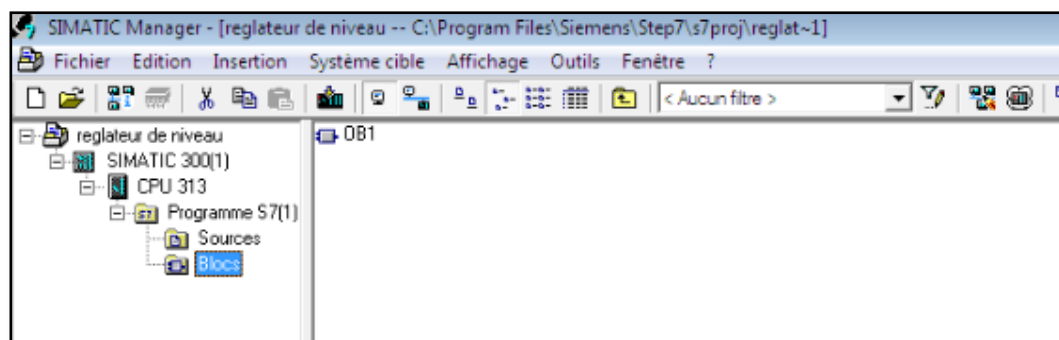 SIMATIC Manager - [reglateur de niveau -- C:\Program Files\Siemens\Step7\s7proj\reglat~1]
Fichier Edition Insertion Système cible Affichage Outils Fenêtre ?
< Aucun filtre >
reglateur de niveau
OB1
SIMATIC 300(1)
CPU 313
Programme S7(1)
Sources
Blocs